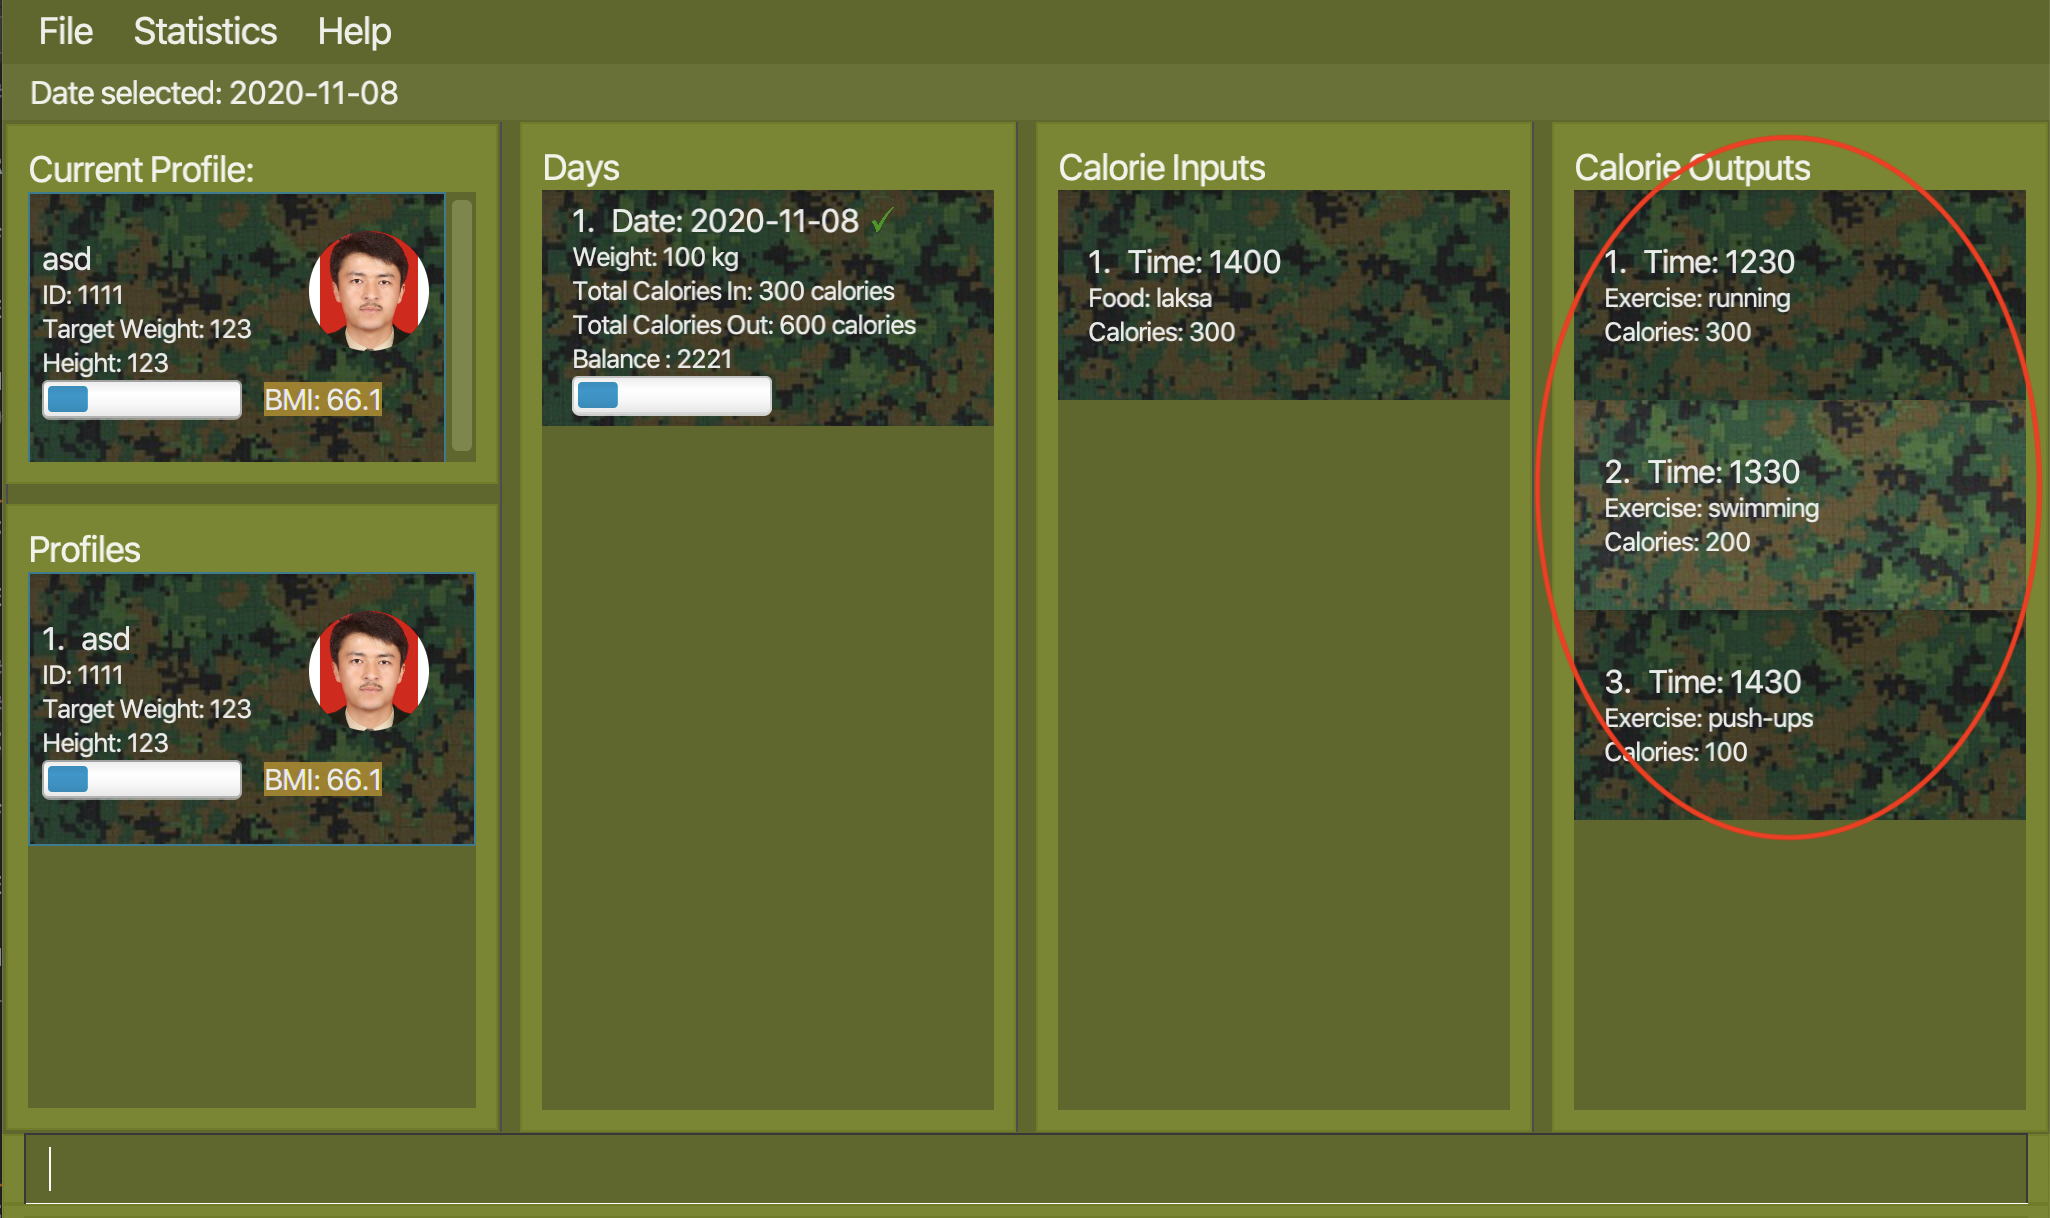 File Statistics Help
Date selected: 2020-11-08
Current Profile:
asd
ID: 1111
Target Weight: 123
Height: 123
BMI: 66.1
Profiles
1. asd
ID: 1111
Target Weight: 123
Height: 123
BMI: 66.1
Days
1. Date: 2020-11-08 ✓
Weight: 100 kg
Total Calories In: 300 calories
Total Calories Out: 600 calories
Balance : 2221
Calorie Inputs
1. Time: 1400
Food: laksa
Calories: 300
Calorie Outputs
1. Time: 1230
Exercise: running
Calories: 300
2. Time: 1330
Exercise: swimming
Calories: 200
3. Time: 1430
Exercise: push-ups
Calories: 100